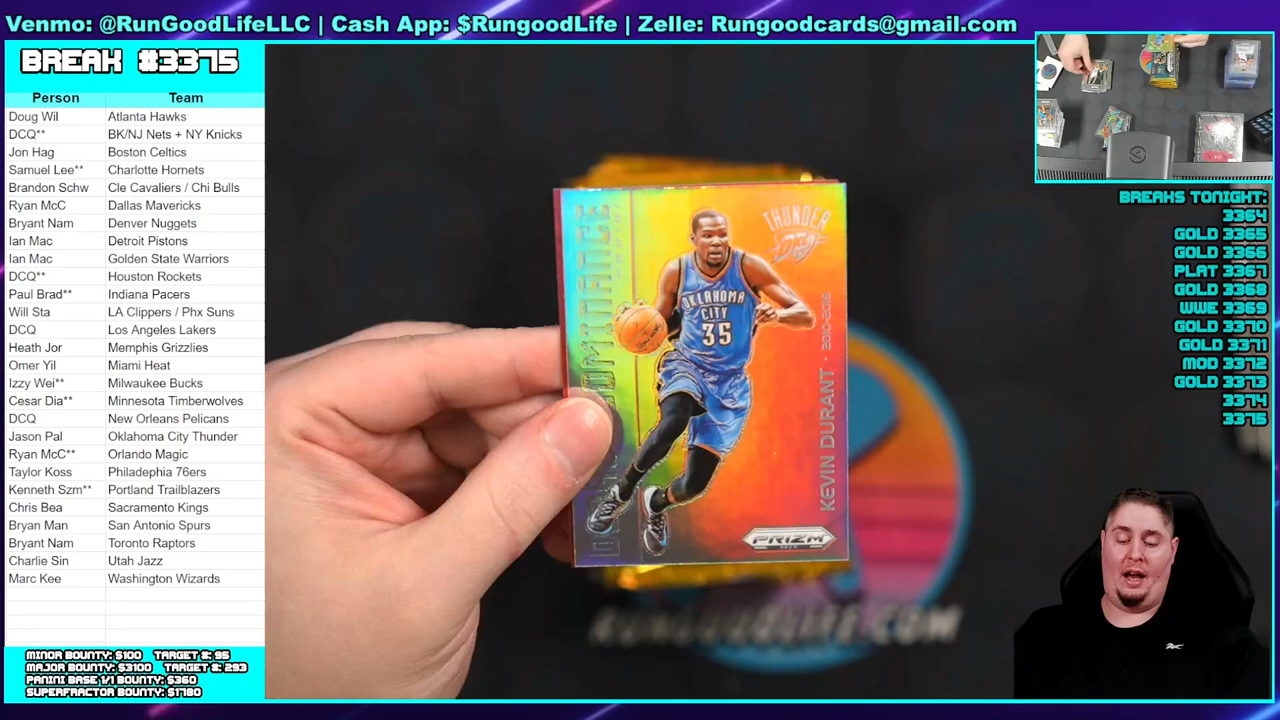 Venmo: @RunGoodLifeLLC | Cash App: $RungoodLife | Zelle: Rungoodcards@gmail.com
BREAK #3375
Person Team
Doug Wil Atlanta Hawks
DCQ** BK/NJ Nets + NY Knicks
Jon Hag Boston Celtics
Samuel Lee** Charlotte Hornets
Brandon Schw Cle Cavaliers / Chi Bulls
Ryan McC Dallas Mavericks
Bryant Nam Denver Nuggets
Ian Mac Detroit Pistons
Ian Mac Golden State Warriors
DCQ** Houston Rockets
Paul Brad** Indiana Pacers
Will Sta LA Clippers / Phx Suns
DCQ Los Angeles Lakers
Heath Jor Memphis Grizzlies
Omer Yil Miami Heat
Izzy Wei** Milwaukee Bucks
Cesar Dia** Minnesota Timberwolves
DCQ New Orleans Pelicans
Jason Pal Oklahoma City Thunder
Ryan McC** Orlando Magic
Taylor Koss Philadephia 76ers
Kenneth Szm** Portland Trailblazers
Chris Bea Sacramento Kings
Bryan Man San Antonio Spurs
Bryant Nam Toronto Raptors
Charlie Sin Utah Jazz
Marc Kee Washington Wizards
MINOR BOUNTY: $100 TARGET #: 95
MAJOR BOUNTY: $3100 TARGET #: 293
PANINI BASE 1/1 BOUNTY: $360
SUPERFRACTOR BOUNTY: $1780
THUNDER
OKC
OKLAHOMA
CITY
35
KEVIN DURANT • 2010-2015
PRIZM
RUNGOODLIFE.COM
BREAKS TONIGHT:
3364
GOLD 3365
GOLD 3366
PLAT 3367
GOLD 3368
WWE 3369
GOLD 3370
GOLD 3371
MOD 3372
GOLD 3373
3374
3375